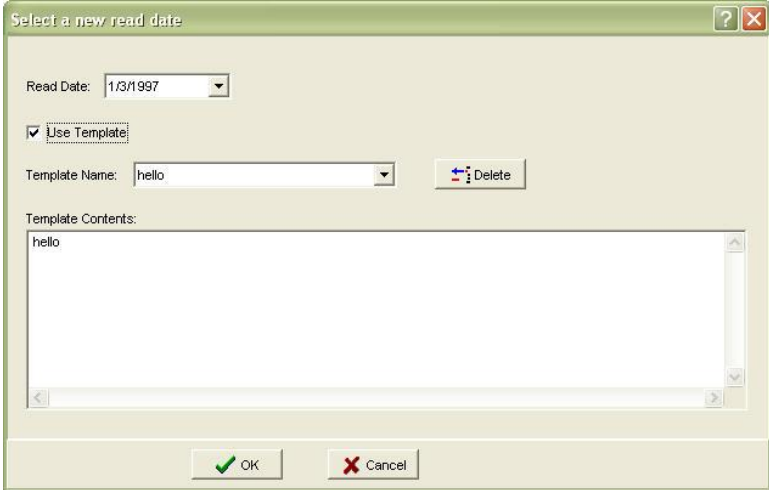 Select a new read date
Read Date: 1/3/1997
Use Template
Template Name: hello Delete
Template Contents:
hello
OK Cancel